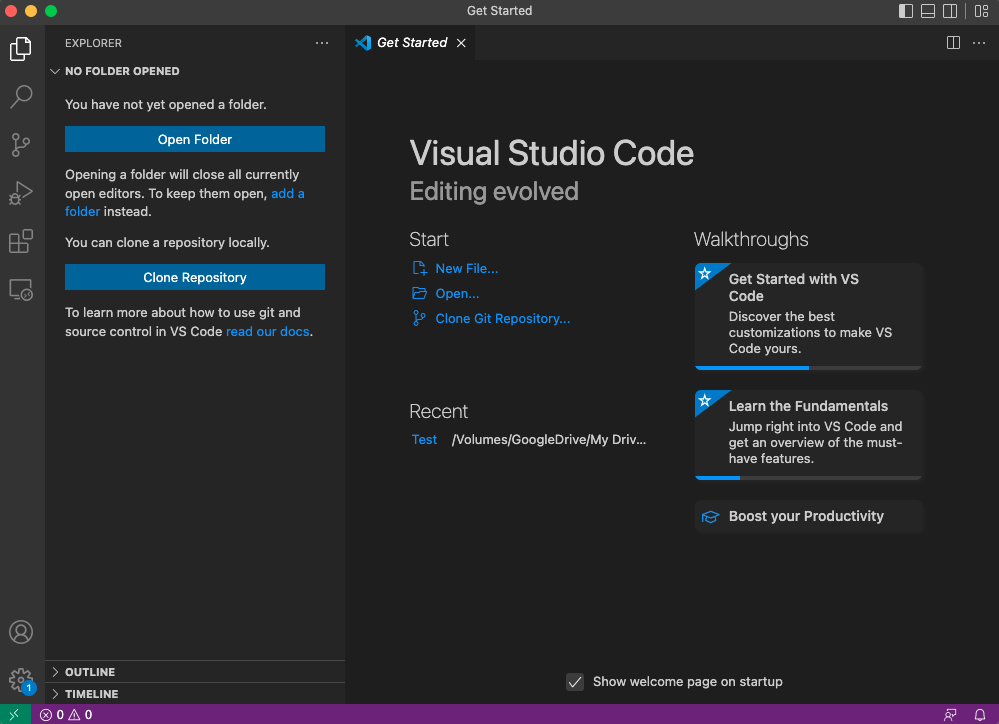 Get Started
EXPLORER
NO FOLDER OPENED
You have not yet opened a folder.
Open Folder
Opening a folder will close all currently
open editors. To keep them open, add a
folder instead.
You can clone a repository locally.
Clone Repository
To learn more about how to use git and
source control in VS Code read our docs.
OUTLINE
TIMELINE
Get Started
Visual Studio Code
Editing evolved
Start
New File...
Open...
Clone Git Repository...
Recent
Test /Volumes/GoogleDrive/My Driv...
Walkthroughs
Get Started with VS
Code
Discover the best
customizations to make VS
Code yours.
Learn the Fundamentals
Jump right into VS Code and
get an overview of the must-
have features.
Boost your Productivity
Show welcome page on startup
1
0 0